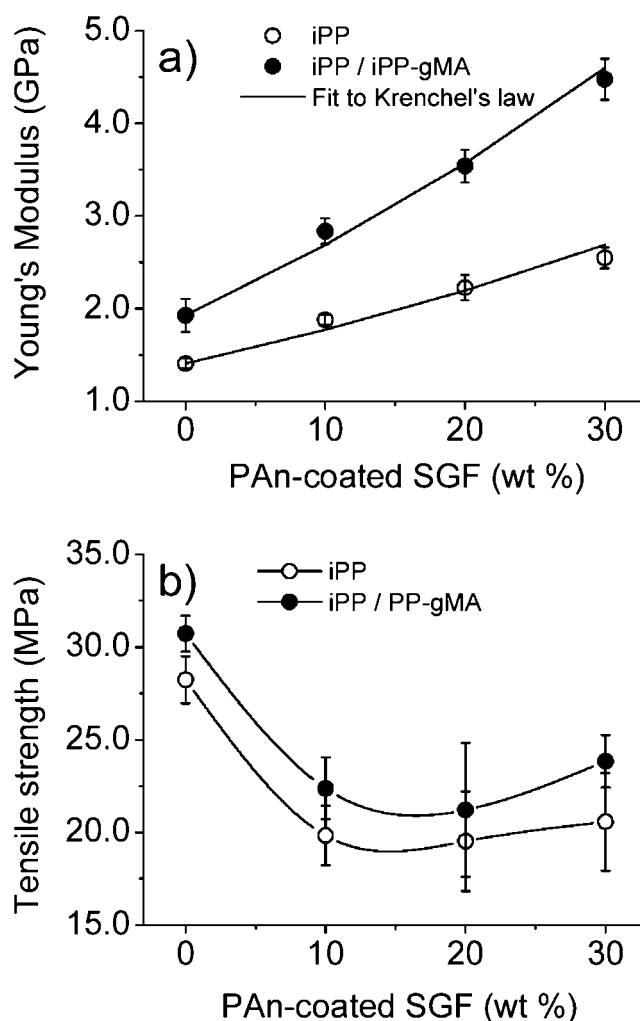 a)
iPP
iPP / iPP-gMA
Fit to Krenchel's law
Young's Modulus (GPa)
5.0
4.0
3.0
2.0
1.0
0 10 20 30
PAn-coated SGF (wt %)
b)
iPP
iPP / PP-gMA
Tensile strength (MPa)
35.0
30.0
25.0
20.0
15.0
0 10 20 30
PAn-coated SGF (wt %)